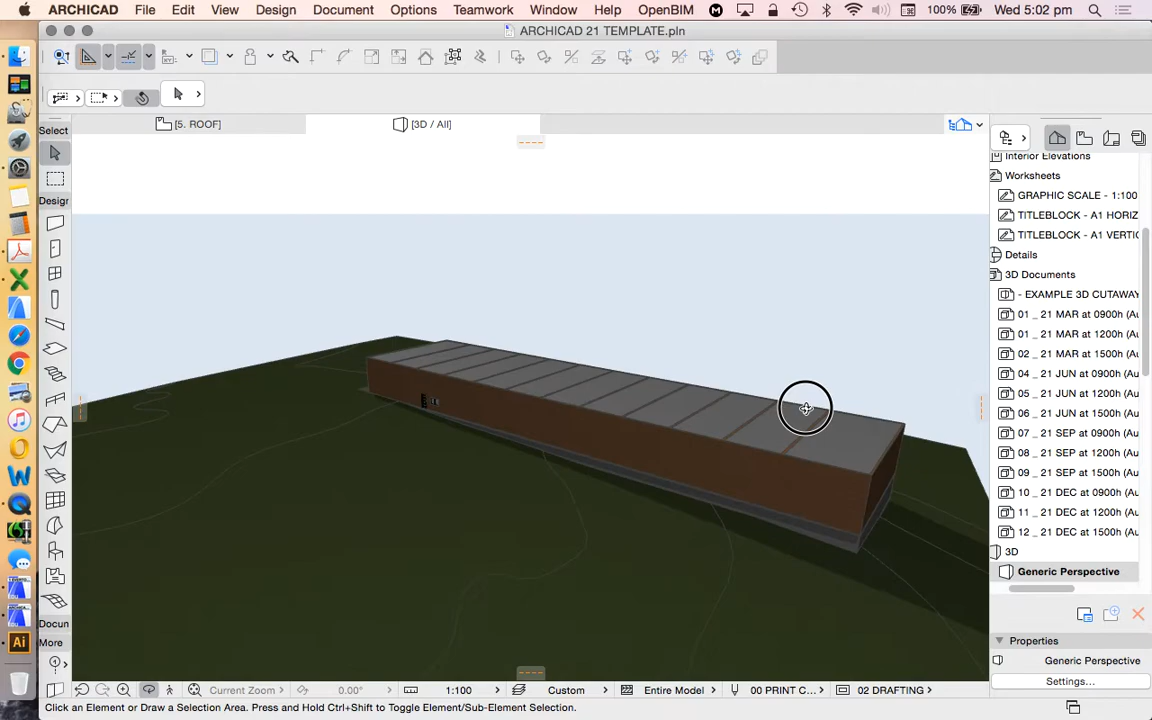 ARCHICAD File Edit View Design Document Options Teamwork Window Help OpenBIM 100% Wed 5:02 pm
ARCHICAD 21 TEMPLATE.pln
[5. ROOF] [3D / All]
Select
Design
Docun
More
Interior Elevations
Worksheets
GRAPHIC SCALE - 1:100
TITLEBLOCK - A1 HORIZ
TITLEBLOCK - A1 VERTIC
Details
3D Documents
- EXAMPLE 3D CUTAWAY
01 _ 21 MAR at 0900h (Au
01 _ 21 MAR at 1200h (Au
02 _ 21 MAR at 1500h (Au
04 _ 21 JUN at 0900h (Au
05 _ 21 JUN at 1200h (Au
06 _ 21 JUN at 1500h (Au
07 _ 21 SEP at 0900h (Au
08 _ 21 SEP at 1200h (Au
09 _ 21 SEP at 1500h (Au
10 _ 21 DEC at 0900h (Au
11 _ 21 DEC at 1200h (Au
12 _ 21 DEC at 1500h (Au
3D
Generic Perspective
Properties
Generic Perspective
Settings...
Current Zoom 0.00° 1:100 Custom Entire Model 00 PRINT C... 02 DRAFTING
Click an Element or Draw a Selection Area. Press and Hold Ctrl+Shift to Toggle Element/Sub-Element Selection.
Ai